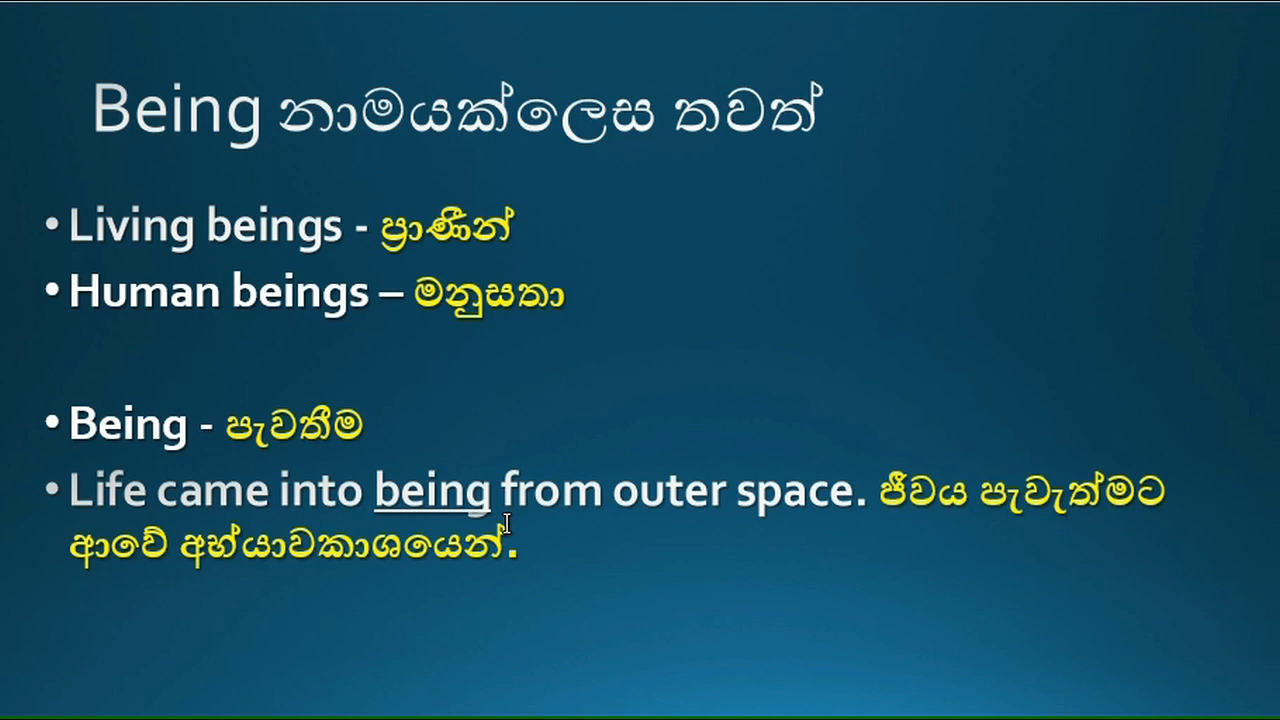 Being නාමයක්ලෙස තවත්
• Living beings - ප්‍රාණීන්
• Human beings – මනුසතා
• Being - පැවතීම
• Life came into being from outer space. ජීවය පැවැත්මට
ආවේ අභ්යාවකාශයෙන්.